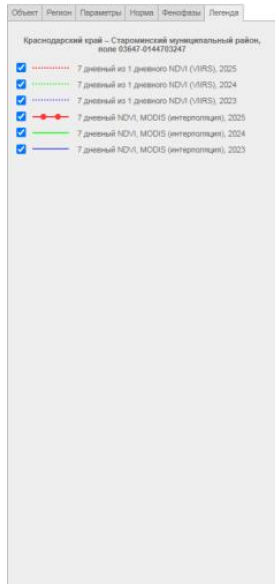 Объект Регион Параметры Норма Фенофазы Легенда
Краснодарский край – Староминский муниципальный район,
поле 03647-0144703247
7 дневный из 1 дневного NDVI (VIIRS), 2025
7 дневный из 1 дневного NDVI (VIIRS), 2024
7 дневный из 1 дневного NDVI (VIIRS), 2023
7 дневный NDVI, MODIS (интерполяция), 2025
7 дневный NDVI, MODIS (интерполяция), 2024
7 дневный NDVI, MODIS (интерполяция), 2023